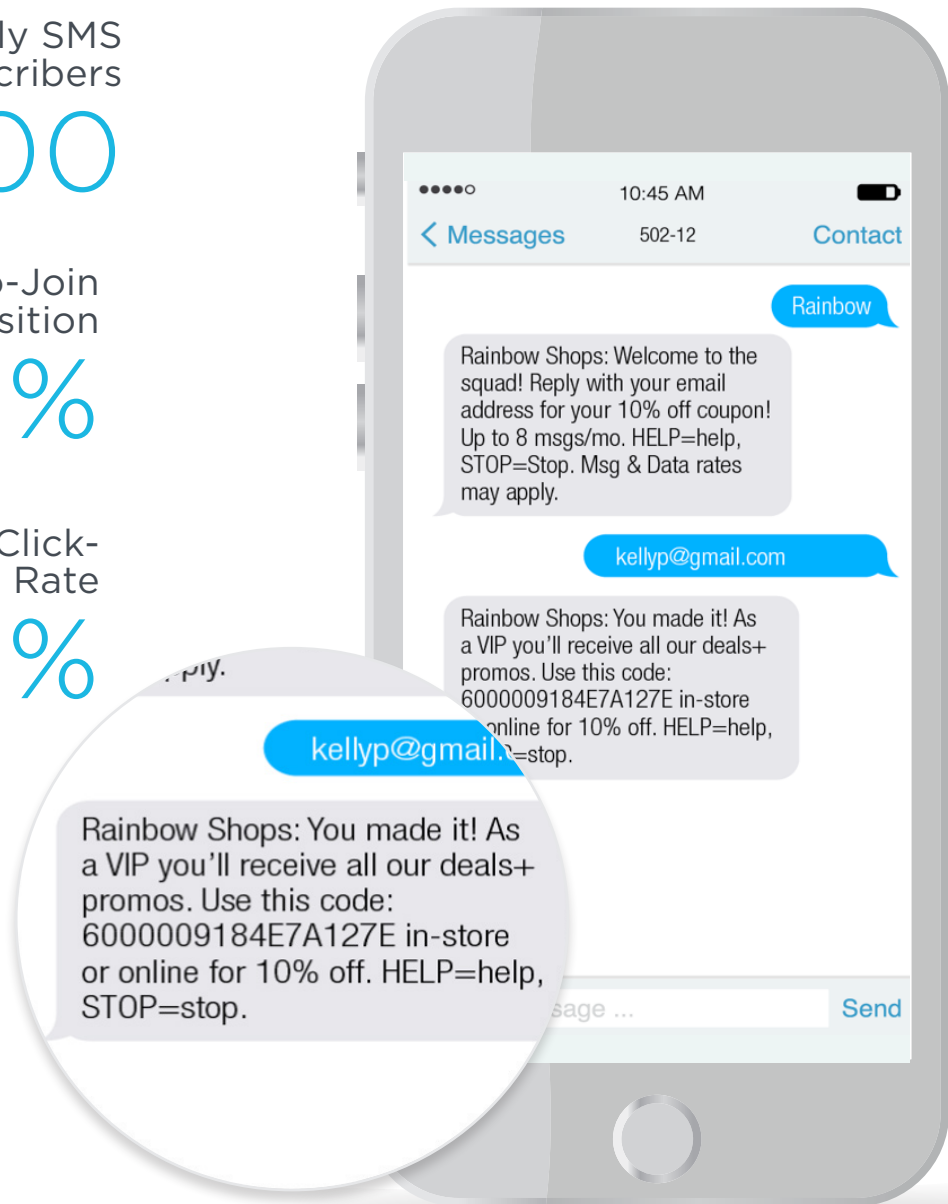 ly SMS
cribers
00
o-Join
sition
%
Click-
Rate
%
10:45 AM
< Messages 502-12 Contact
Rainbow
Rainbow Shops: Welcome to the
squad! Reply with your email
address for your 10% off coupon!
Up to 8 msgs/mo. HELP=help,
STOP=Stop. Msg & Data rates
may apply.
kellyp@gmail.com
Rainbow Shops: You made it! As
a VIP you’ll receive all our deals+
promos. Use this code:
6000009184E7A127E in-store
online for 10% off. HELP=help,
=stop.
sage ...
Send
pply.
kellyp@gmail.
Rainbow Shops: You made it! As
a VIP you’ll receive all our deals+
promos. Use this code:
6000009184E7A127E in-store
or online for 10% off. HELP=help,
STOP=stop.